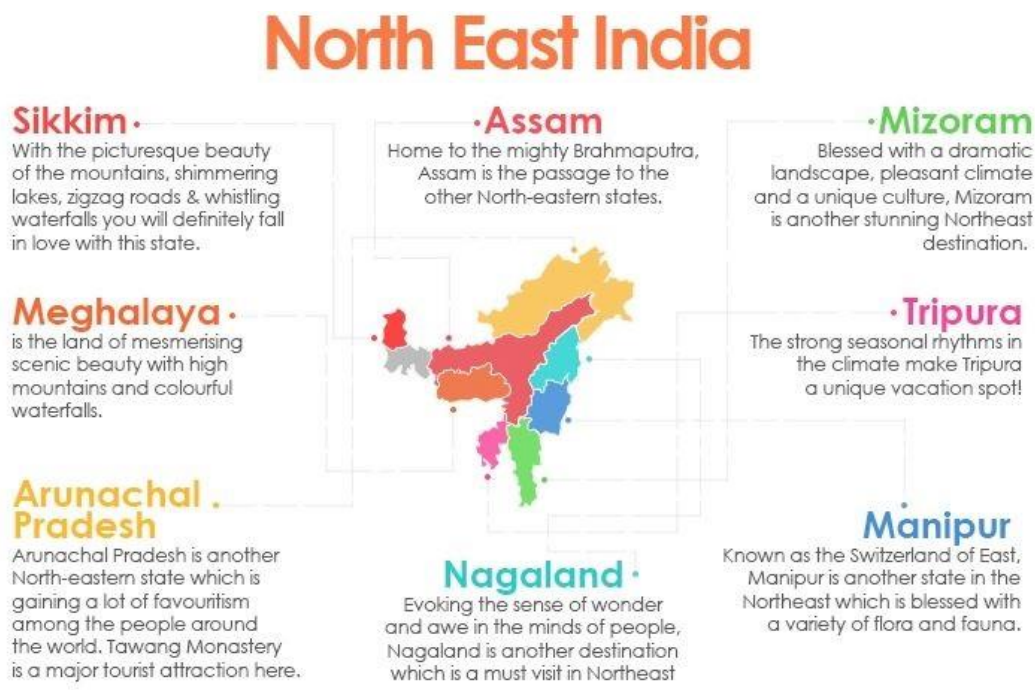 North East India
Sikkim
With the picturesque beauty
of the mountains, shimmering
lakes, zigzag roads & whistling
waterfalls you will definitely fall
in love with this state.
Assam
Home to the mighty Brahmaputra,
Assam is the passage to the
other North-eastern states.
Mizoram
Blessed with a dramatic
landscape, pleasant climate
and a unique culture, Mizoram
is another stunning Northeast
destination.
Meghalaya
is the land of mesmerising
scenic beauty with high
mountains and colourful
waterfalls.
Tripura
The strong seasonal rhythms in
the climate make Tripura
a unique vacation spot!
Arunachal
Pradesh
Arunachal Pradesh is another
North-eastern state which is
gaining a lot of favouritism
among the people around
the world. Tawang Monastery
is a major tourist attraction here.
Nagaland
Evoking the sense of wonder
and awe in the minds of people,
Nagaland is another destination
which is a must visit in Northeast
Manipur
Known as the Switzerland of East,
Manipur is another state in the
Northeast which is blessed with
a variety of flora and fauna.